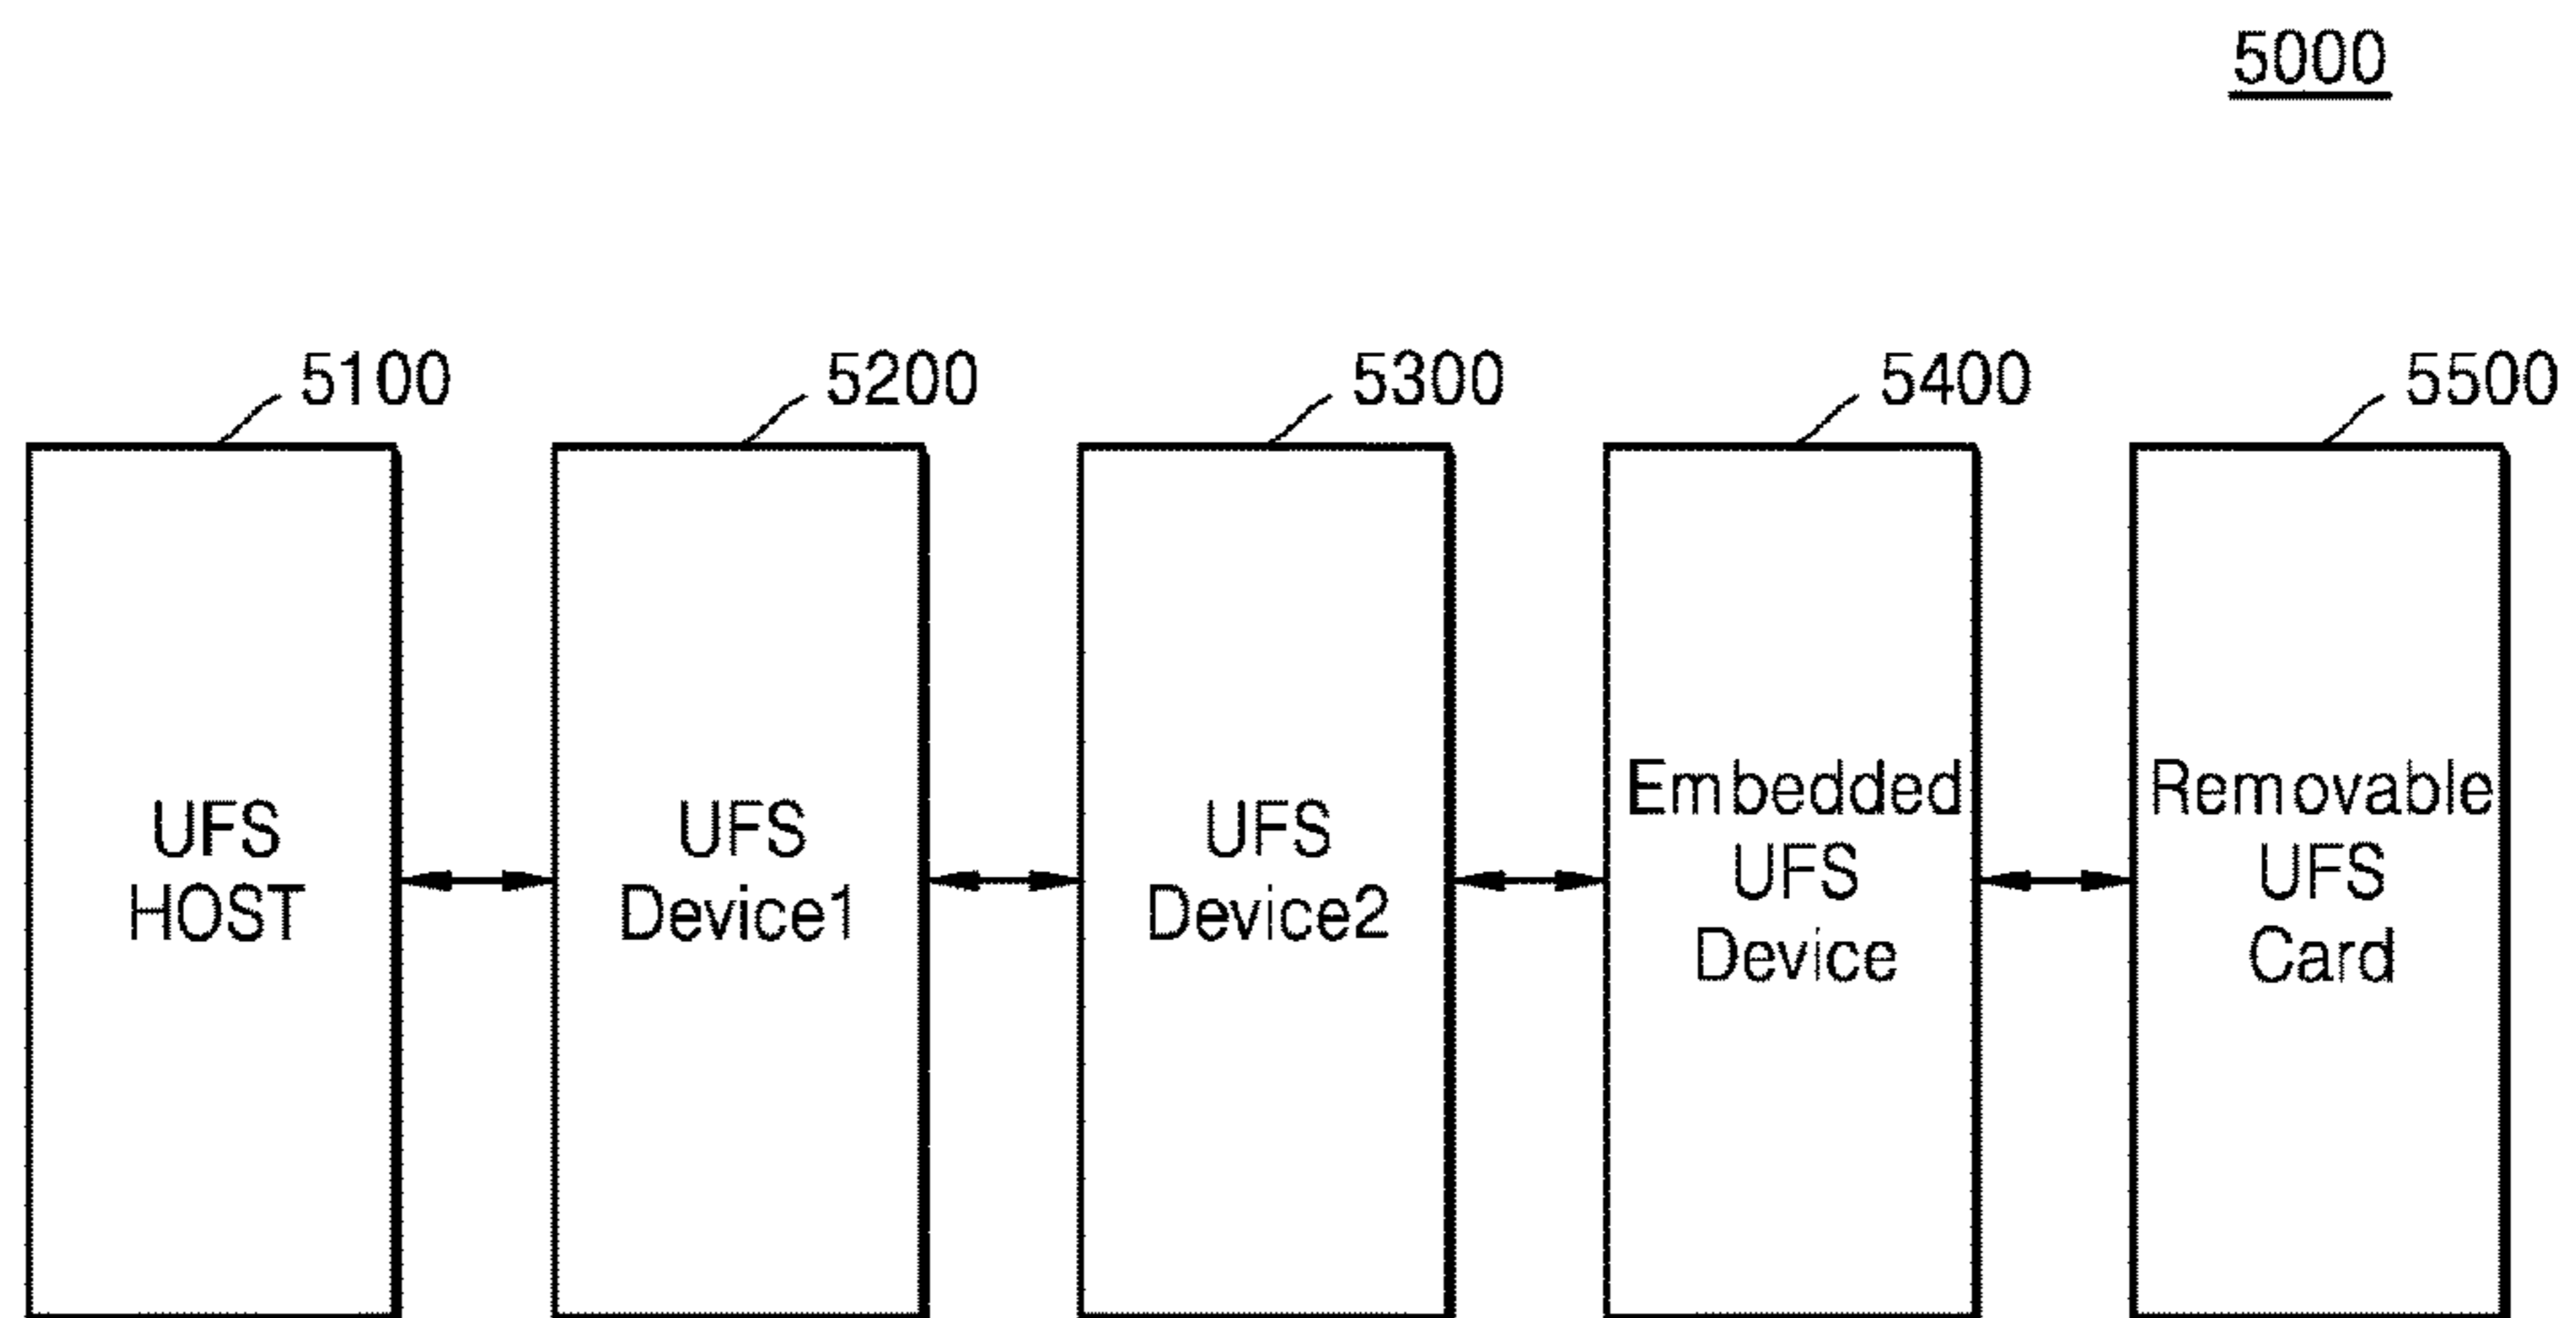 5000
5100
5200
5300
5400
5500
UFS
HOST
UFS
Device1
UFS
Device2
Embedded
UFS
Device
Removable
UFS
Card